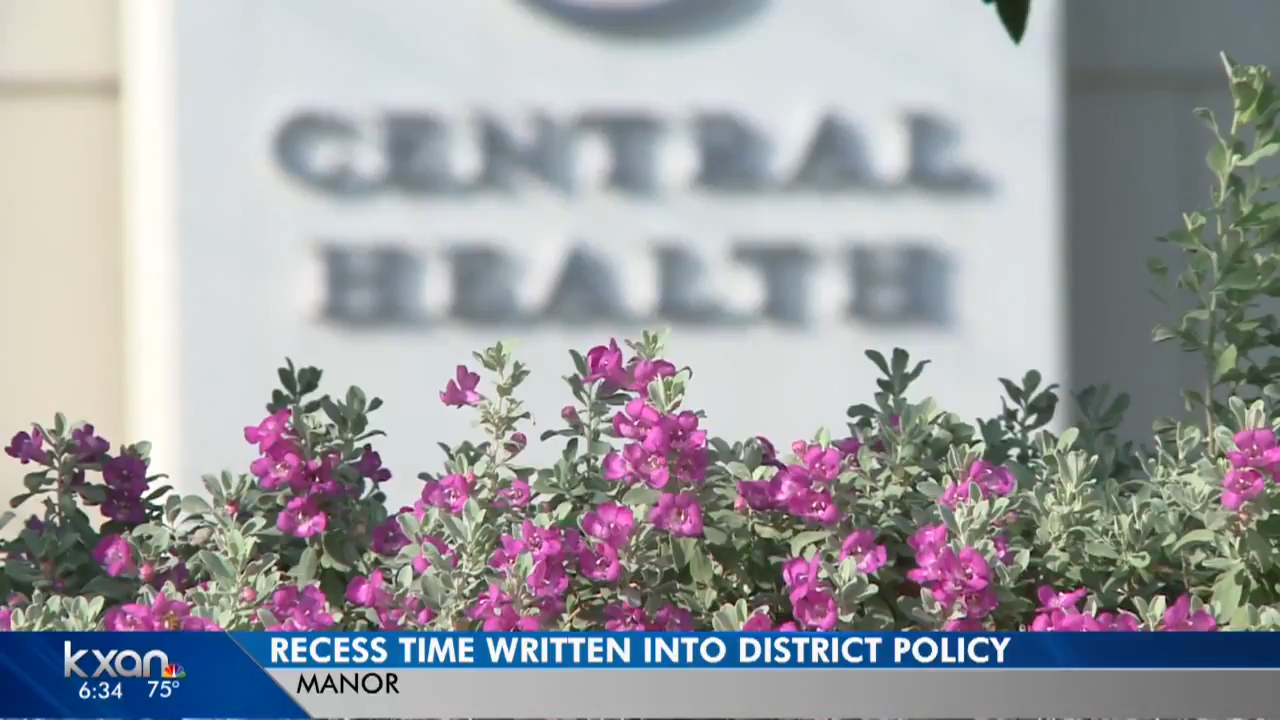 CENTRAL
HEALTH
kxan
6:34 75°
RECESS TIME WRITTEN INTO DISTRICT POLICY
MANOR